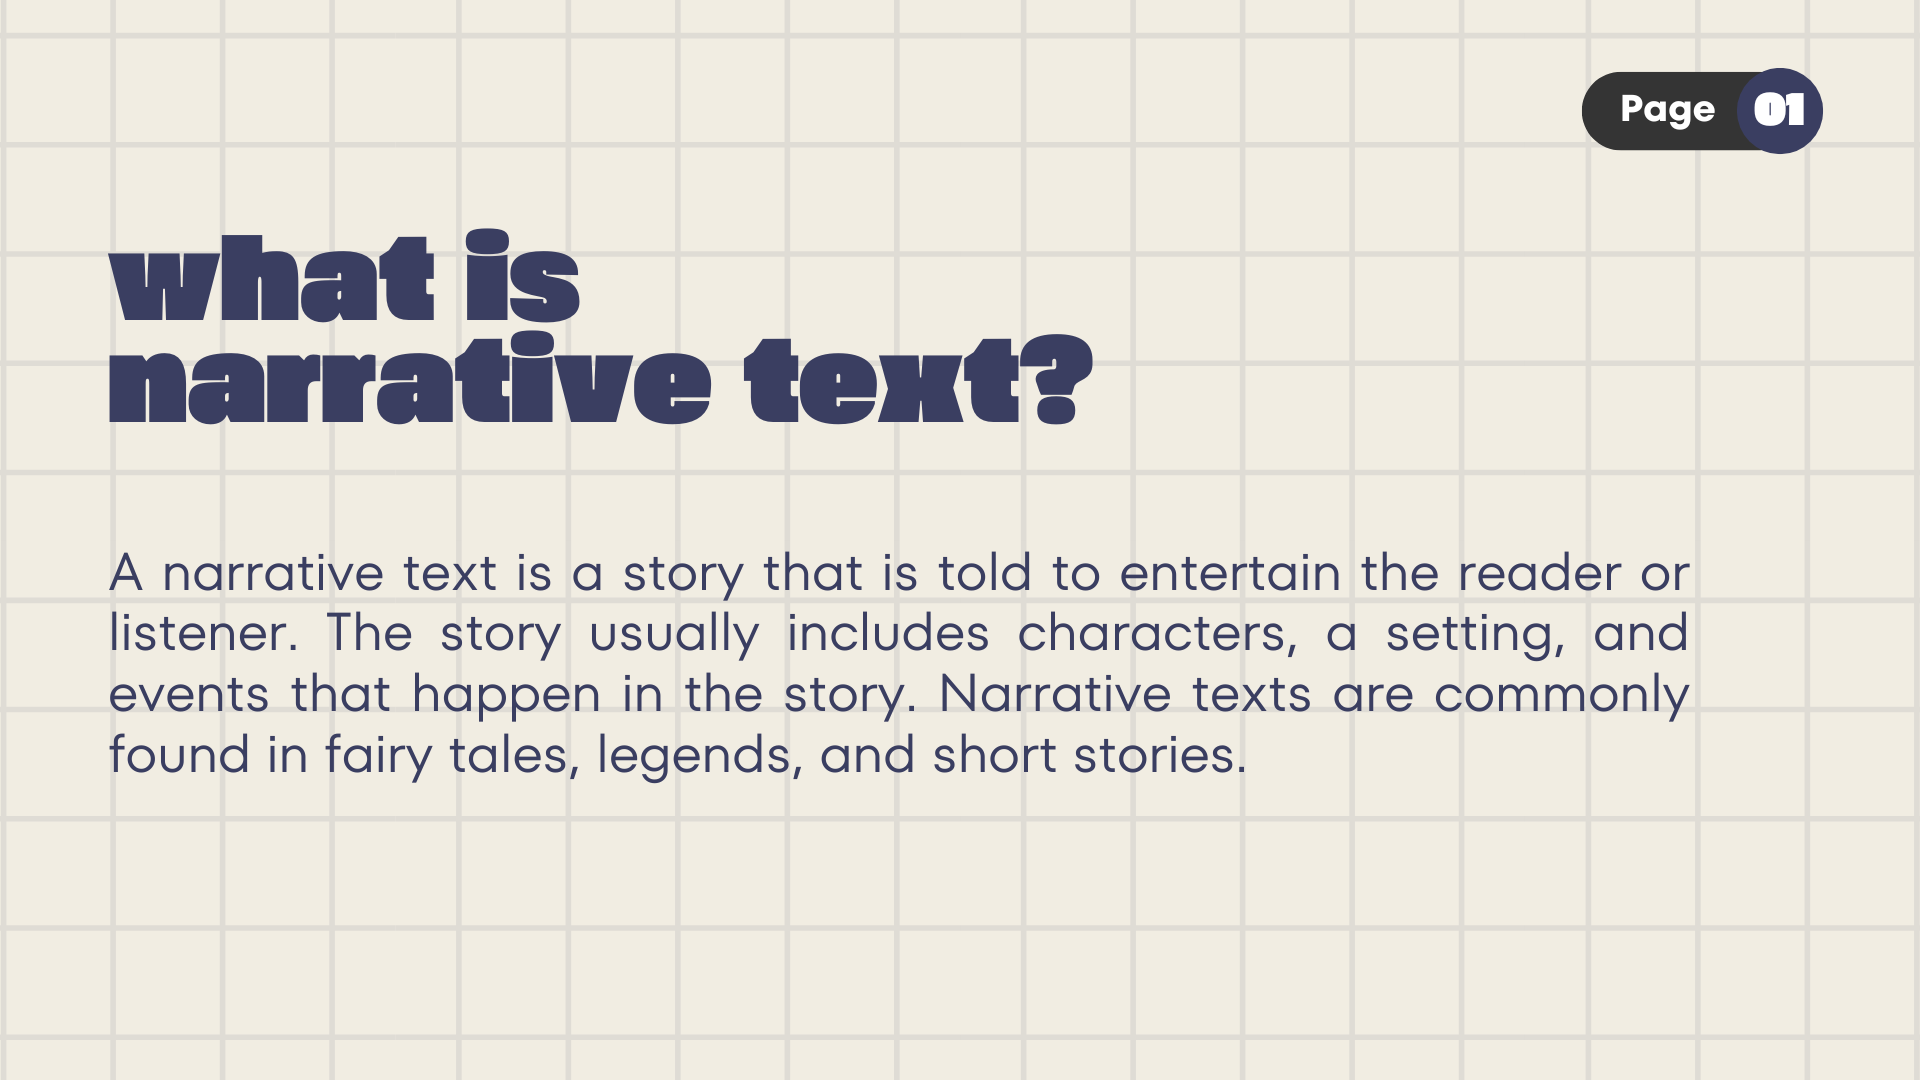 Page 01
what is
narrative text?
A narrative text is a story that is told to entertain the reader or
listener. The story usually includes characters, a setting, and
events that happen in the story. Narrative texts are commonly
found in fairy tales, legends, and short stories.